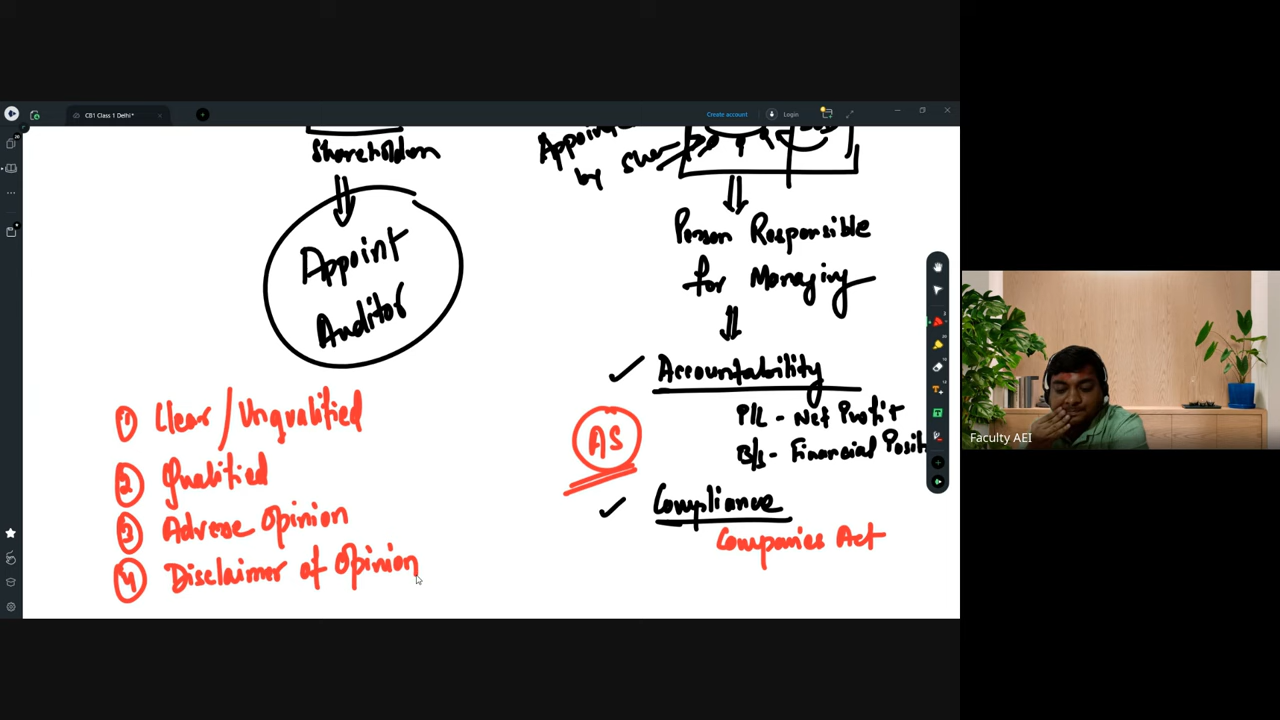 CB1 Class 1 Delhi*
Create account
Login
Shareholders
Appoint
Auditor
① Clear / Unqualified
② Qualified
③ Adverse Opinion
④ Disclaimer of Opinion
by
Person Responsible
for Managing
✓ Accountability
P/L - Net Profit
B/S - Financial Posit
AS
✓ Compliance
Companies Act
Faculty AEI